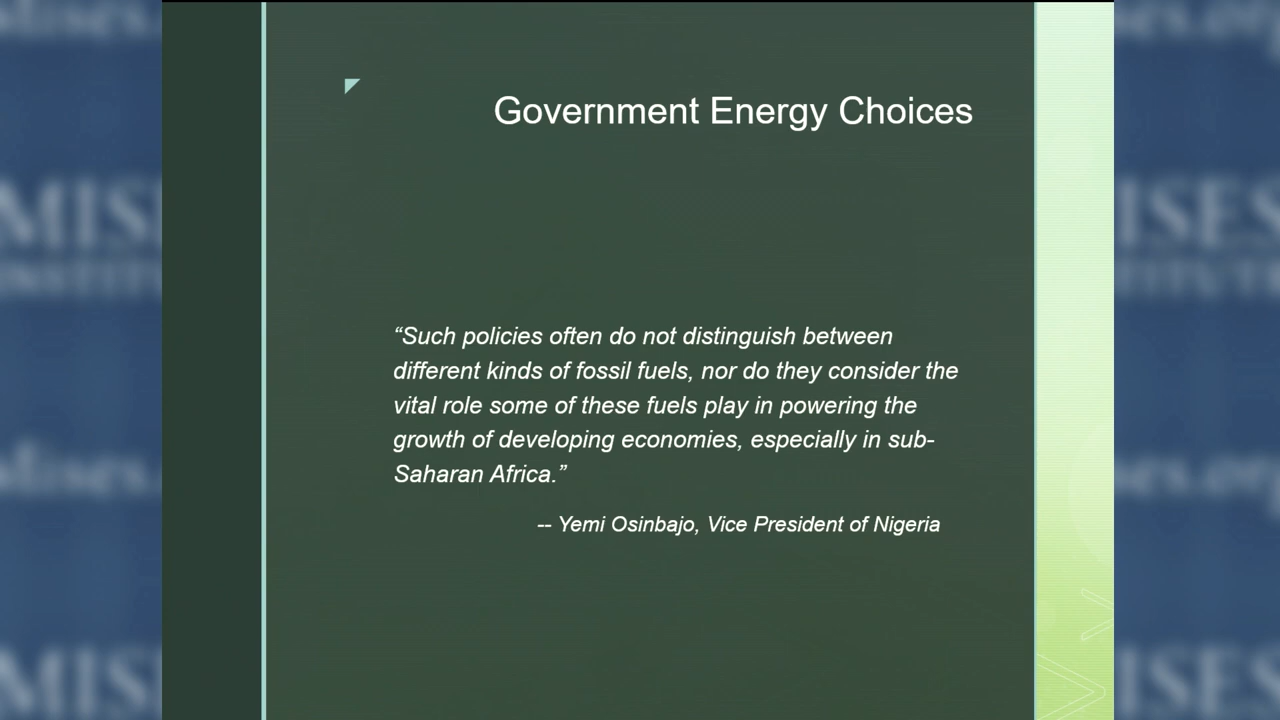 Government Energy Choices
“Such policies often do not distinguish between
different kinds of fossil fuels, nor do they consider the
vital role some of these fuels play in powering the
growth of developing economies, especially in sub-
Saharan Africa.”
-- Yemi Osinbajo, Vice President of Nigeria